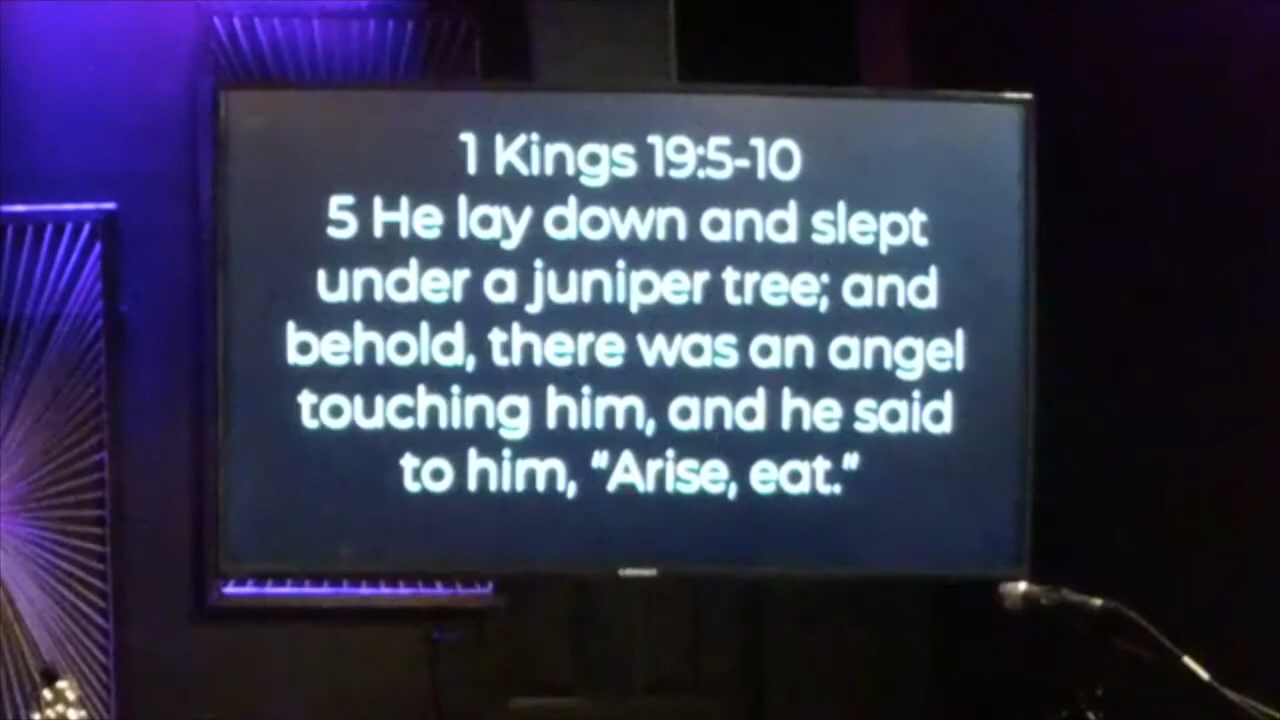 1 Kings 19:5-10
5 He lay down and slept
under a juniper tree; and
behold, there was an angel
touching him, and he said
to him, "Arise, eat."